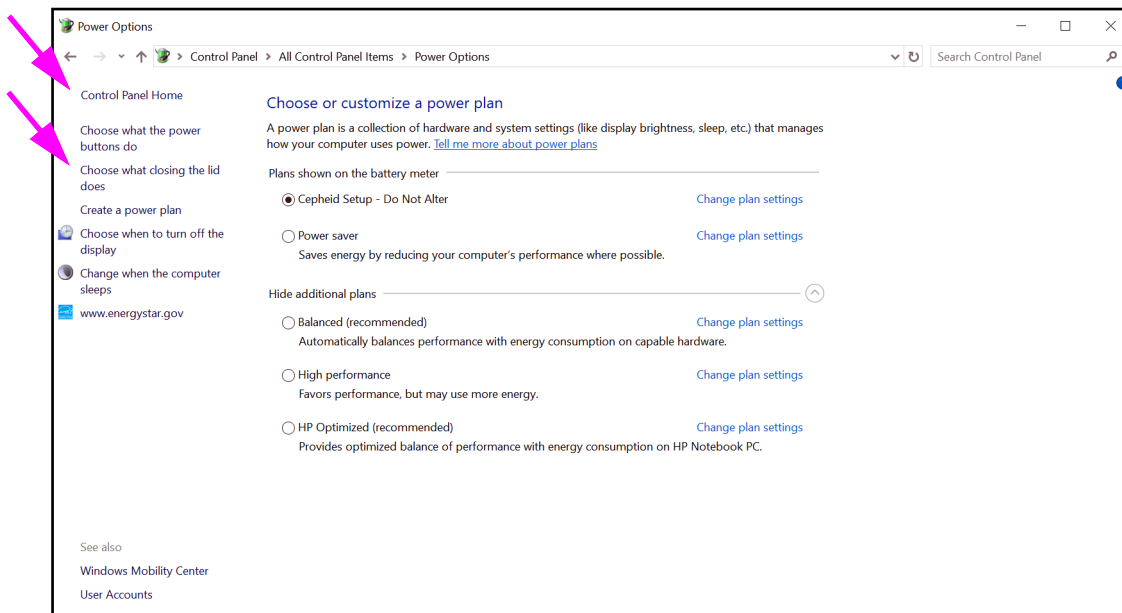 Power Options
Control Panel > All Control Panel Items > Power Options
Search Control Panel
Control Panel Home
Choose what the power
buttons do
Choose what closing the lid
does
Create a power plan
Choose when to turn off the
display
Change when the computer
sleeps
www.energystar.gov
Choose or customize a power plan
A power plan is a collection of hardware and system settings (like display brightness, sleep, etc.) that manages
how your computer uses power. Tell me more about power plans
Plans shown on the battery meter
Cepheid Setup - Do Not Alter Change plan settings
Power saver Change plan settings
Saves energy by reducing your computer's performance where possible.
Hide additional plans
Balanced (recommended) Change plan settings
Automatically balances performance with energy consumption on capable hardware.
High performance Change plan settings
Favors performance, but may use more energy.
HP Optimized (recommended) Change plan settings
Provides optimized balance of performance with energy consumption on HP Notebook PC.
See also
Windows Mobility Center
User Accounts